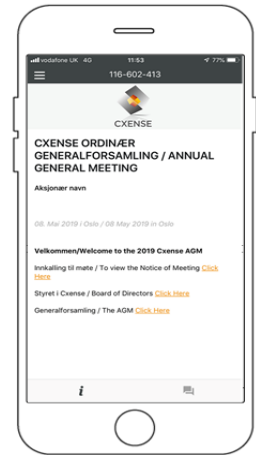 vodafone UK 4G 11:53 77%
116-602-413
CXENSE
CXENSE ORDINÆR
GENERALFORSAMLING / ANNUAL
GENERAL MEETING
Aksjonær navn
08. Mai 2019 / Oslo / 08 May 2019 in Oslo
Velkommen/Welcome to the 2019 Cxense AGM
Innkalling til møte / To view the Notice of Meeting Click
Here
Styret i Cxense / Board of Directors Click Here
Generalforsamling / The AGM Click Here
i